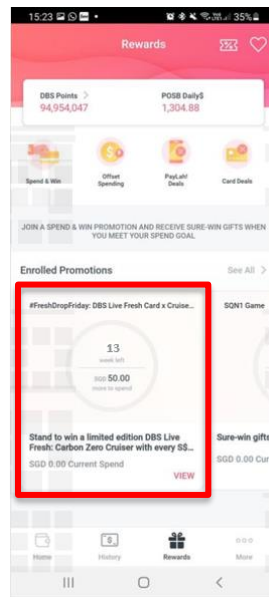 15:23
35%
Rewards
DBS Points >
POSB Daily$
94,954,047
1,304.88
Spend & Win
Offset
Spending
PayLah!
Deals
Card Deals
JOIN A SPEND & WIN PROMOTION AND RECEIVE SURE-WIN GIFTS WHEN
YOU MEET YOUR SPEND GOAL
Enrolled Promotions
See All >
#FreshDropFriday: DBS Live Fresh Card x Cruise...
SQN1 Game
13
week left
SGD 50.00
more to spend
Stand to win a limited edition DBS Live
Fresh: Carbon Zero Cruiser with every S$...
Sure-win gifts
SGD 0.00 Current Spend
SGD 0.00 Cur
VIEW
Home
History
Rewards
More